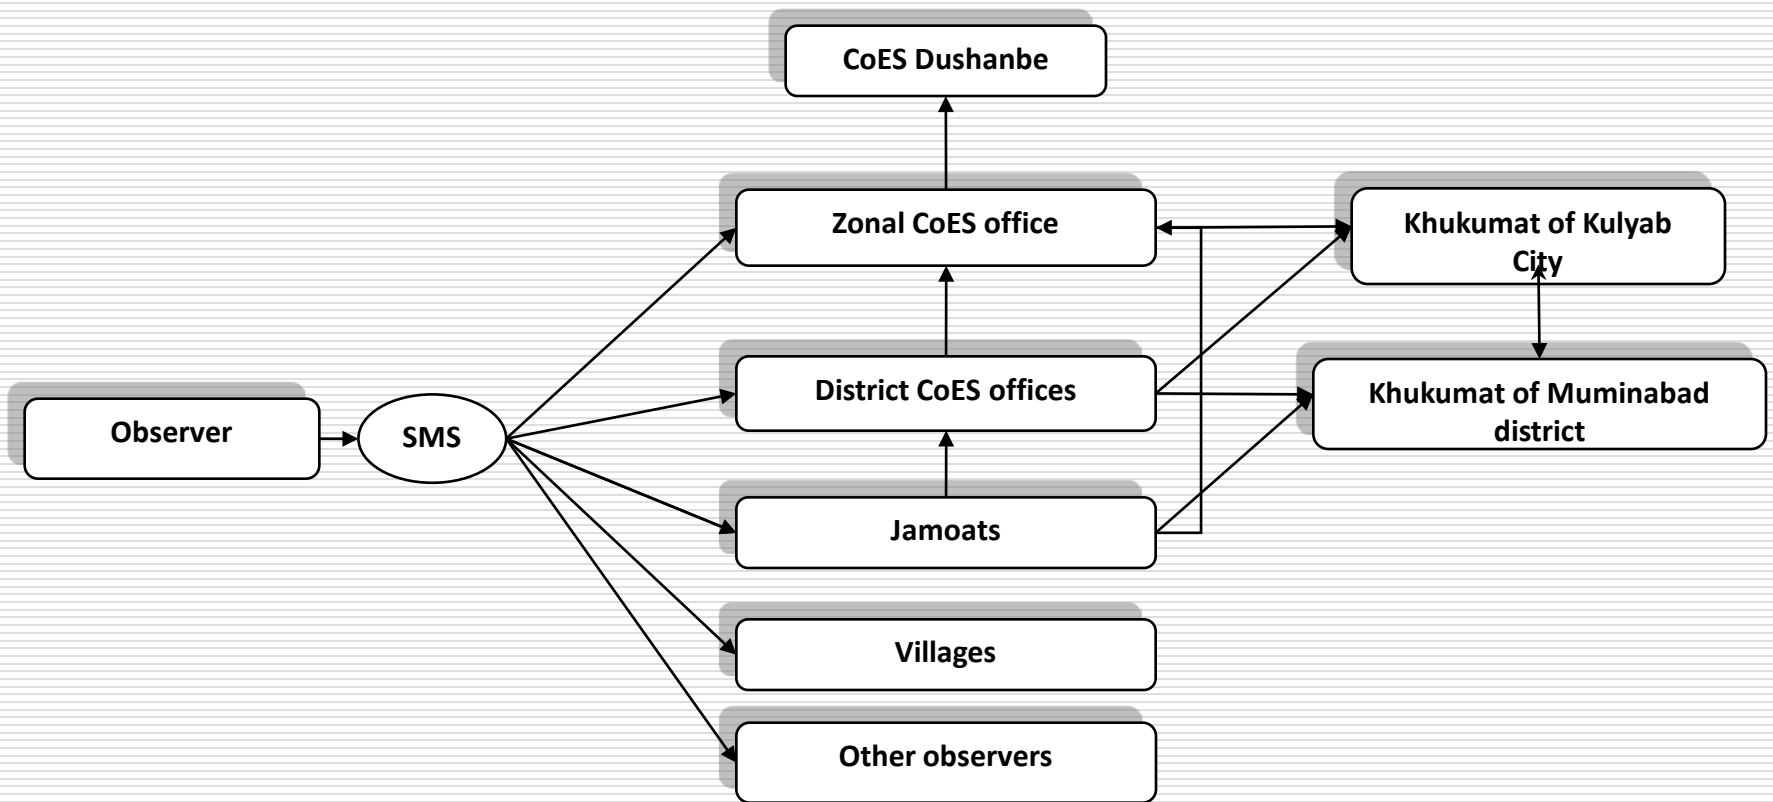 CoES Dushanbe
Zonal CoES office
Khukumat of Kulyab
City
District CoES offices
Khukumat of Muminabad
district
Observer
SMS
Jamoats
Villages
Other observers